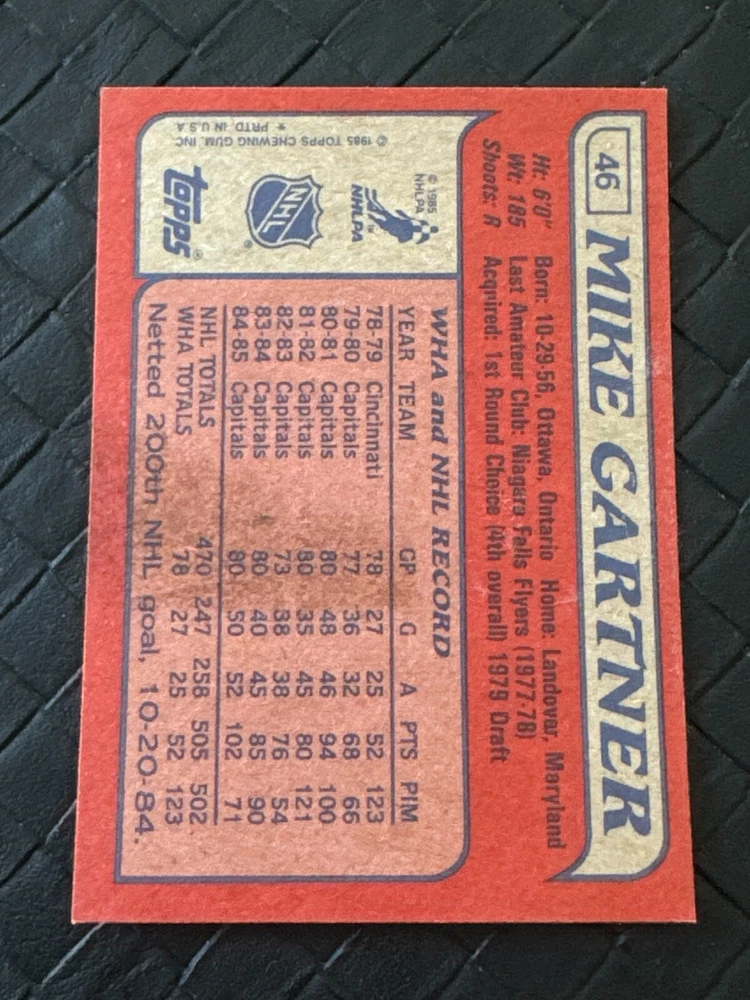 46 MIKE GARTNER
Ht: 6'0" Born: 10-29-56, Ottawa, Ontario Home: Landovar, Maryland
Wt: 185 Last Amateur Club: Niagara Falls Flyers (1977-78)
Shoots: R Acquired: 1st Round Choice (4th overall) 1979 Draft
WHA and NHL RECORD
YEAR TEAM GP G A PTS PIM
78-79 Cincinnati 78 27 25 52 123
79-80 Capitals 77 36 32 68 66
80-81 Capitals 80 48 46 94 100
81-82 Capitals 80 35 45 80 121
82-83 Capitals 73 38 38 76 54
83-84 Capitals 80 40 45 85 90
84-85 Capitals 80 50 52 102 71
NHL TOTALS 470 247 258 505 502
WHA TOTALS 78 27 25 52 123
Netted 200th NHL goal, 10-20-84.
© 1985
NHLPA
NHLPA ™
NHL ®
topps ®
© 1985 TOPPS CHEWING GUM, INC
* PRTD. IN U.S.A